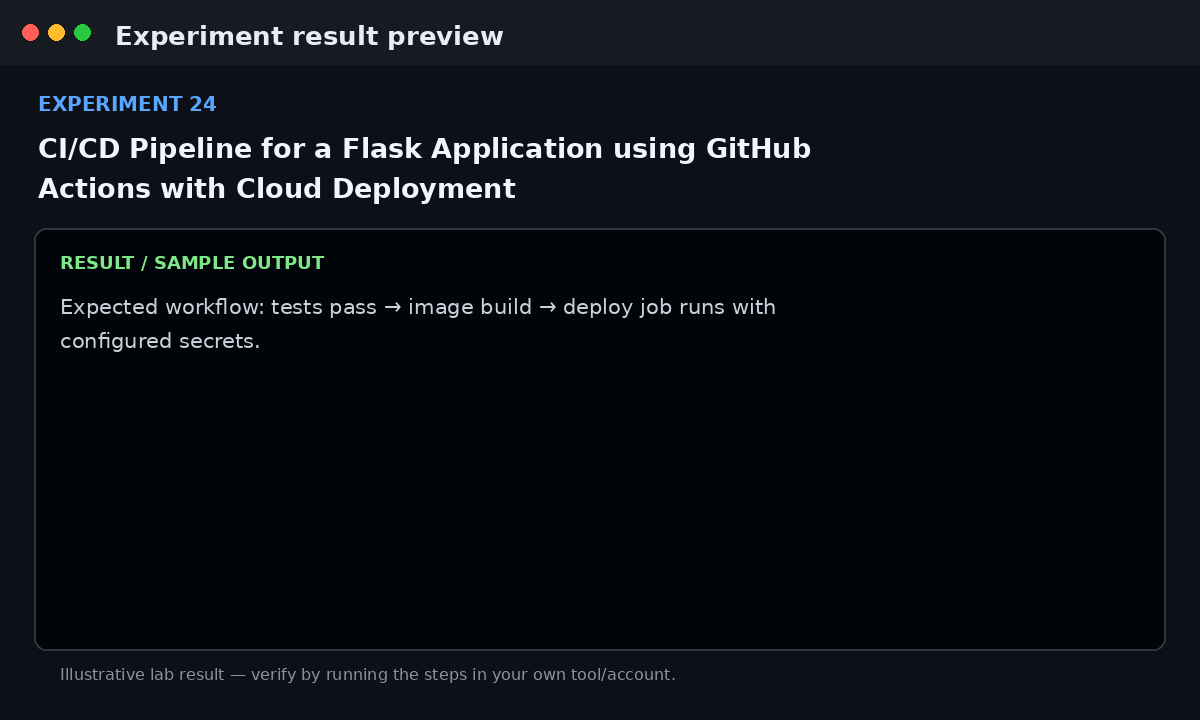 Experiment result preview
EXPERIMENT 24
CI/CD Pipeline for a Flask Application using GitHub
Actions with Cloud Deployment
RESULT / SAMPLE OUTPUT
Expected workflow: tests pass → image build → deploy job runs with
configured secrets.
Illustrative lab result — verify by running the steps in your own tool/account.